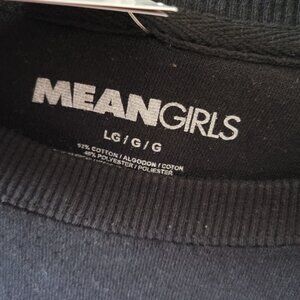 MEANGIRLS
LG / G / G
COTTON / ALGODON / COTON
POLYESTER / POLIESTER